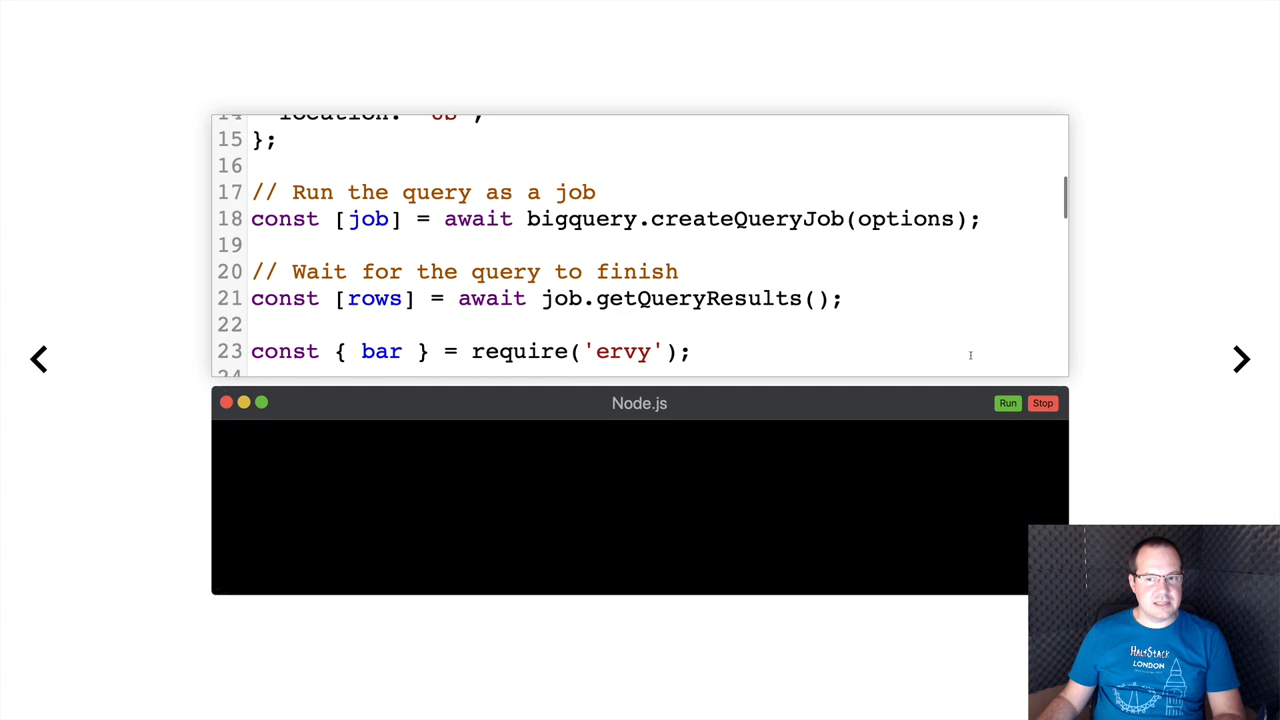 14 location:
15 };
16
17 // Run the query as a job
18 const [job] = await bigquery.createQueryJob(options);
19
20 // Wait for the query to finish
21 const [rows] = await job.getQueryResults();
22
23 const { bar } = require('ervy');
Node.js
Run
Stop
HALFSTACK
LONDON